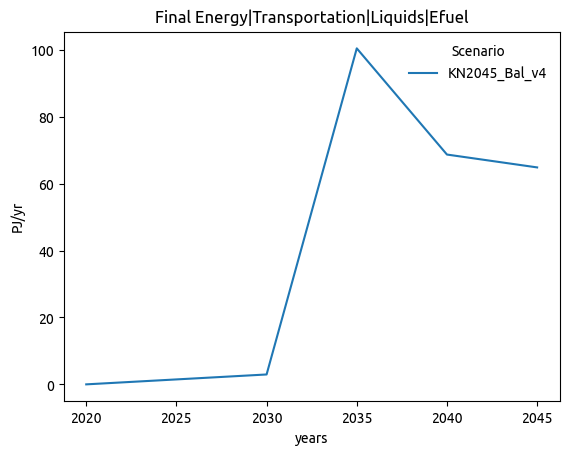 Final Energy|Transportation|Liquids|Efuel
Scenario
KN2045_Bal_v4
PJ/yr
100
80
60
40
20
0
2020 2025 2030 2035 2040 2045
years